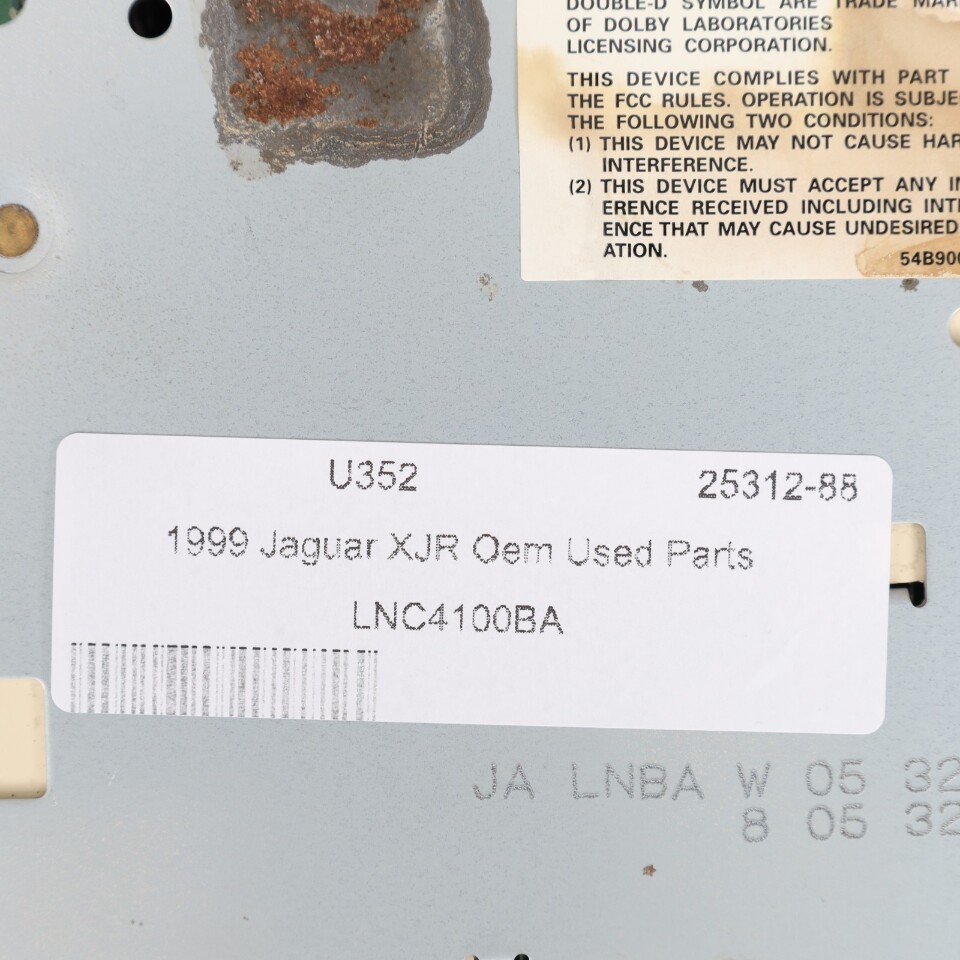 DOUBLE-D SYMBOL ARE TRADE MAR
OF DOLBY LABORATORIES
LICENSING CORPORATION.
THIS DEVICE COMPLIES WITH PART
THE FCC RULES. OPERATION IS SUBJE
THE FOLLOWING TWO CONDITIONS:
(1) THIS DEVICE MAY NOT CAUSE HAR
INTERFERENCE.
(2) THIS DEVICE MUST ACCEPT ANY IN
ERENCE RECEIVED INCLUDING INT
ENCE THAT MAY CAUSE UNDESIRED
ATION.
54B90
U352
25312-88
1999 Jaguar XJR Oem Used Parts
LNC4100BA
JA LNBA W 05 32
8 05 32